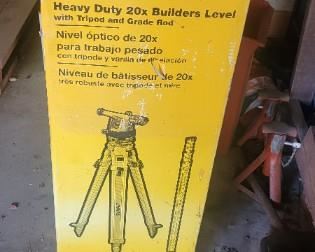 Heavy Duty 20x Builders Level
with Tripod and Grade Rod
Nivel óptico de 20x
para trabajo pesado
con trípode y varilla de nivelación
Niveau de bâtisseur de 20x
très robuste avec trépied et mire